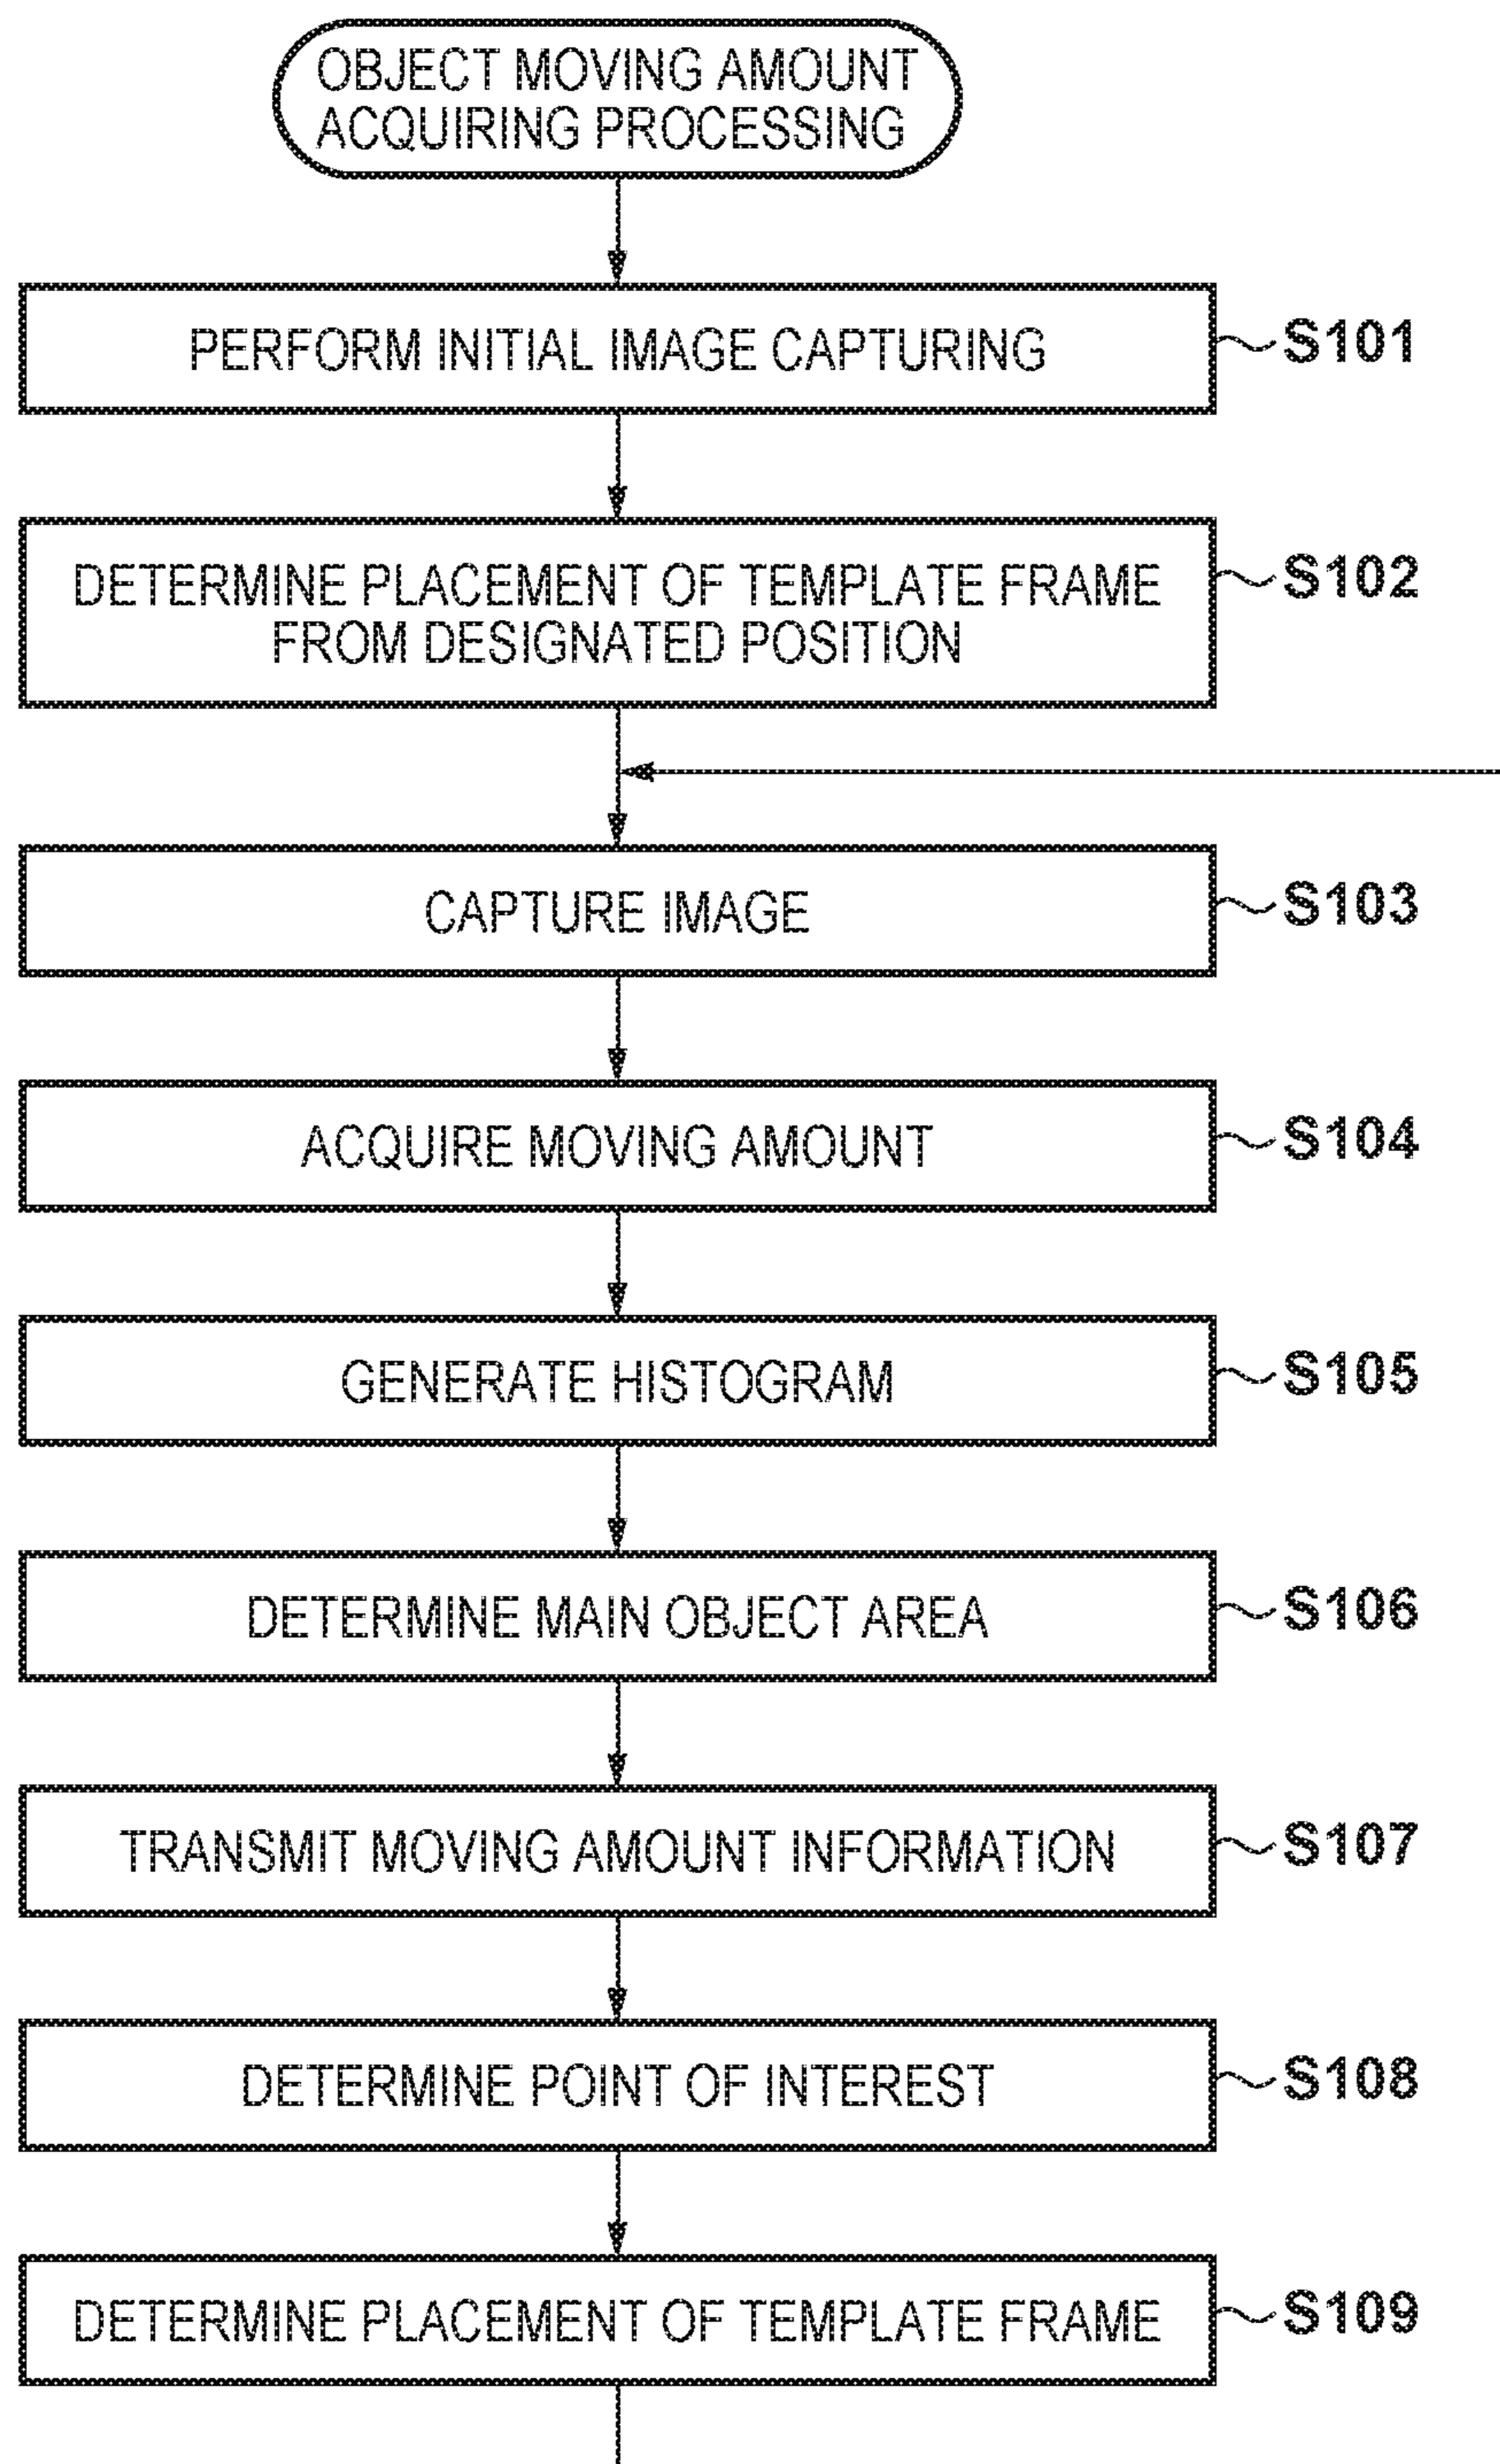 OBJECT MOVING AMOUNT
ACQUIRING PROCESSING
PERFORM INITIAL IMAGE CAPTURING
S101
DETERMINE PLACEMENT OF TEMPLATE FRAME
FROM DESIGNATED POSITION
S102
CAPTURE IMAGE
S103
ACQUIRE MOVING AMOUNT
S104
GENERATE HISTOGRAM
S105
DETERMINE MAIN OBJECT AREA
S106
TRANSMIT MOVING AMOUNT INFORMATION
S107
DETERMINE POINT OF INTEREST
S108
DETERMINE PLACEMENT OF TEMPLATE FRAME
S109